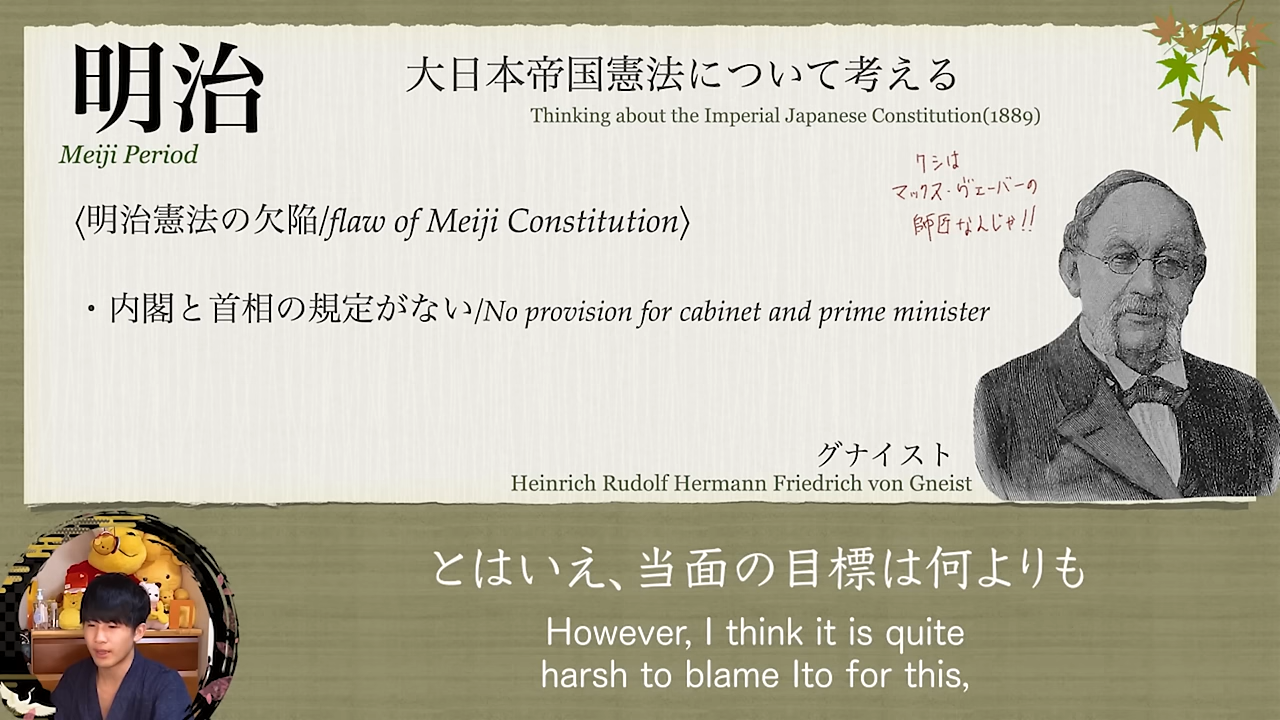 明治
Meiji Period
大日本帝国憲法について考える
Thinking about the Imperial Japanese Constitution(1889)
ワシは
マックス・ヴェーバーの
師匠なんじゃ!!
〈明治憲法の欠陥/flaw of Meiji Constitution〉
・内閣と首相の規定がない/No provision for cabinet and prime minister
グナイスト
Heinrich Rudolf Hermann Friedrich von Gneist
とはいえ、当面の目標は何よりも
However, I think it is quite
harsh to blame Ito for this,